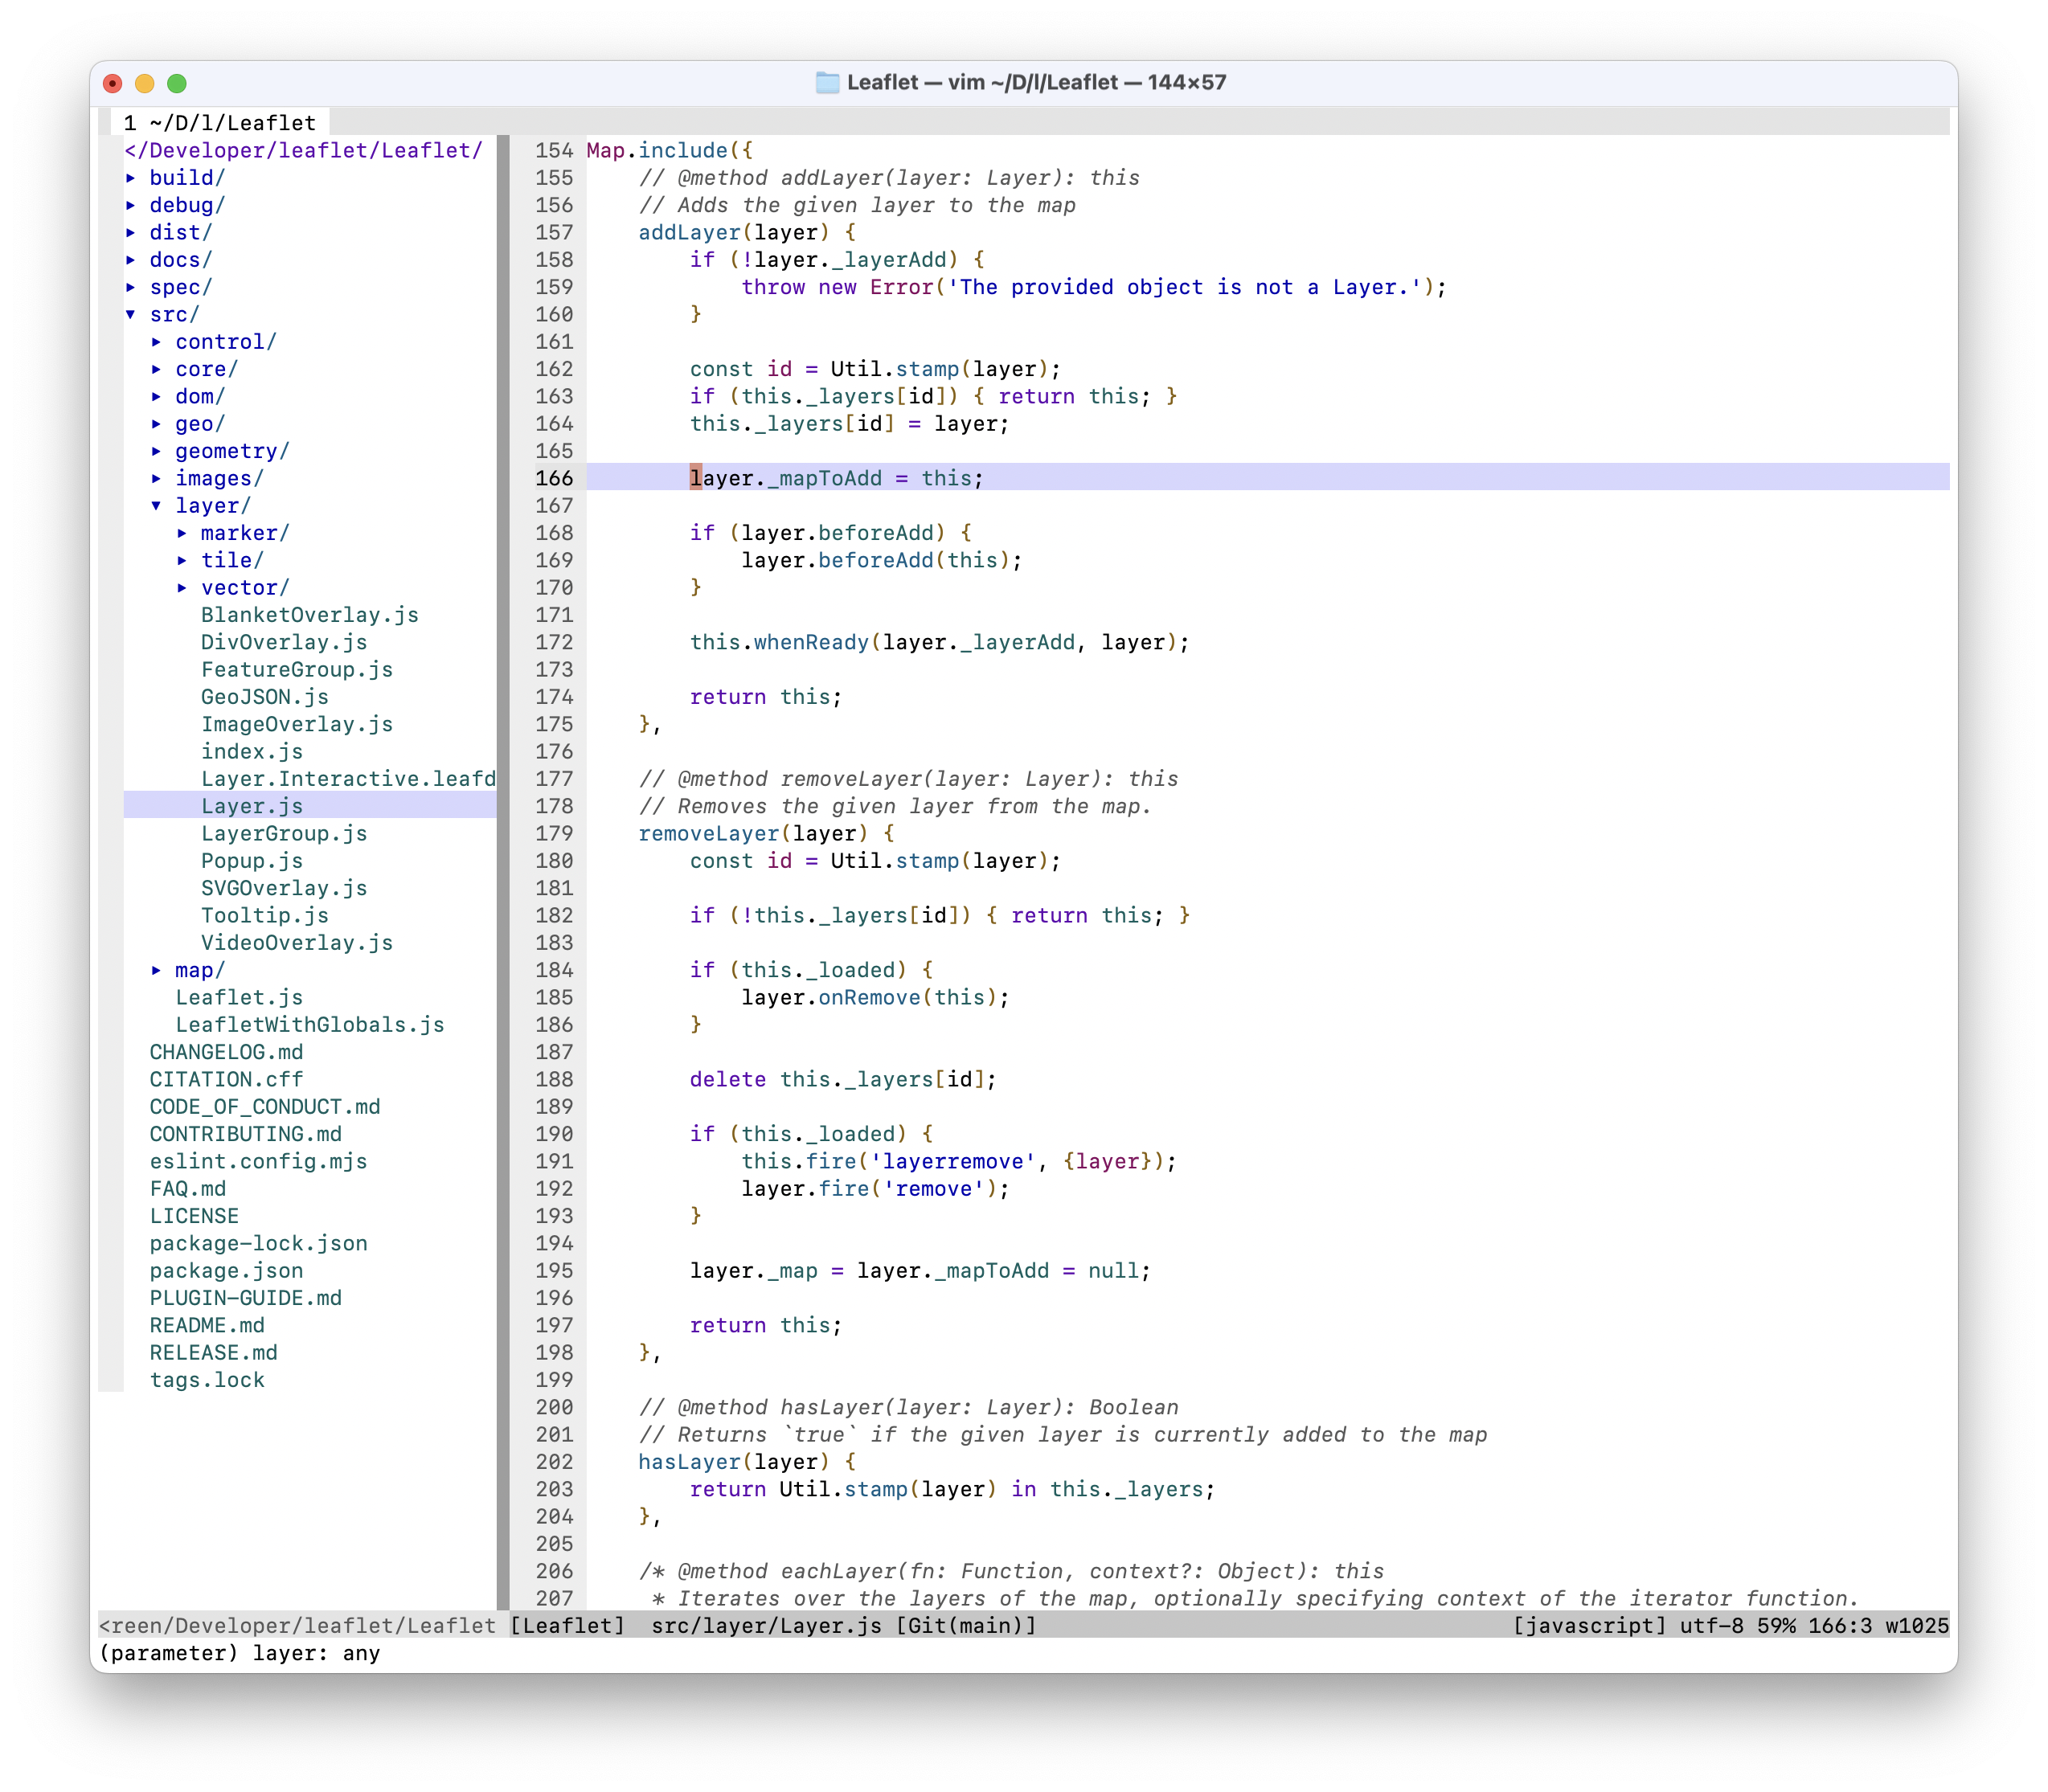 Leaflet — vim ~/D/l/Leaflet — 144×57
1 ~/D/l/Leaflet
</Developer/leaflet/Leaflet/
▸ build/
▸ debug/
▸ dist/
▸ docs/
▸ spec/
▾ src/
▸ control/
▸ core/
▸ dom/
▸ geo/
▸ geometry/
▸ images/
▾ layer/
▸ marker/
▸ tile/
▸ vector/
BlanketOverlay.js
DivOverlay.js
FeatureGroup.js
GeoJSON.js
ImageOverlay.js
index.js
Layer.Interactive.leafd
Layer.js
LayerGroup.js
Popup.js
SVGOverlay.js
Tooltip.js
VideoOverlay.js
▸ map/
Leaflet.js
LeafletWithGlobals.js
CHANGELOG.md
CITATION.cff
CODE_OF_CONDUCT.md
CONTRIBUTING.md
eslint.config.mjs
FAQ.md
LICENSE
package-lock.json
package.json
PLUGIN-GUIDE.md
README.md
RELEASE.md
tags.lock
154 Map.include({
155     // @method addLayer(layer: Layer): this
156     // Adds the given layer to the map
157     addLayer(layer) {
158         if (!layer._layerAdd) {
159             throw new Error('The provided object is not a Layer.');
160         }
161
162         const id = Util.stamp(layer);
163         if (this._layers[id]) { return this; }
164         this._layers[id] = layer;
165
166         layer._mapToAdd = this;
167
168         if (layer.beforeAdd) {
169             layer.beforeAdd(this);
170         }
171
172         this.whenReady(layer._layerAdd, layer);
173
174         return this;
175     },
176
177     // @method removeLayer(layer: Layer): this
178     // Removes the given layer from the map.
179     removeLayer(layer) {
180         const id = Util.stamp(layer);
181
182         if (!this._layers[id]) { return this; }
183
184         if (this._loaded) {
185             layer.onRemove(this);
186         }
187
188         delete this._layers[id];
189
190         if (this._loaded) {
191             this.fire('layerremove', {layer});
192             layer.fire('remove');
193         }
194
195         layer._map = layer._mapToAdd = null;
196
197         return this;
198     },
199
200     // @method hasLayer(layer: Layer): Boolean
201     // Returns `true` if the given layer is currently added to the map
202     hasLayer(layer) {
203         return Util.stamp(layer) in this._layers;
204     },
205
206     /* @method eachLayer(fn: Function, context?: Object): this
207      * Iterates over the layers of the map, optionally specifying context of the iterator function.
<reen/Developer/leaflet/Leaflet [Leaflet]  src/layer/Layer.js [Git(main)] [javascript] utf-8 59% 166:3 w1025
(parameter) layer: any